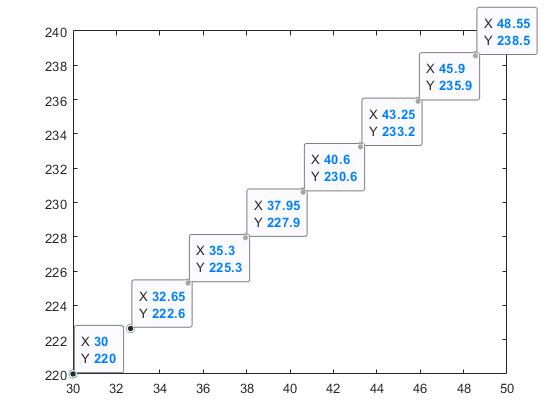 X 48.55
Y 238.5
240
X 45.9
Y 235.9
238
X 43.25
Y 233.2
236
234
X 40.6
Y 230.6
232
X 37.95
Y 227.9
230
228
X 35.3
Y 225.3
226
X 32.65
Y 222.6
224
X 30
Y 220
222
220
30 32 34 36 38 40 42 44 46 48 50